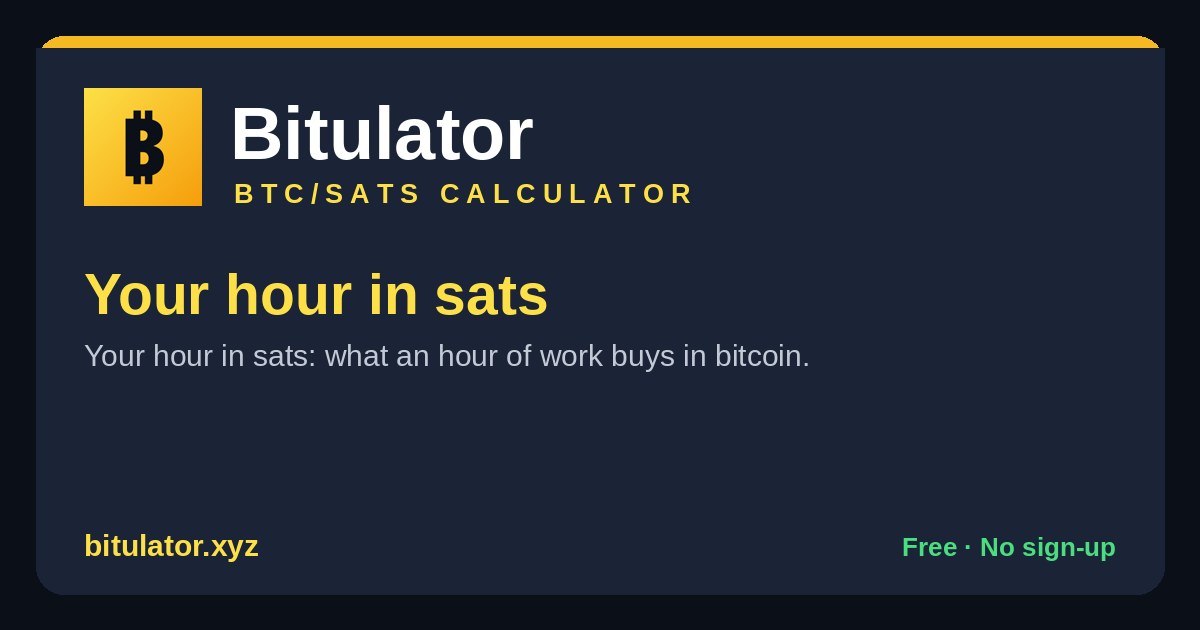 Bitulator
BTC/SATS CALCULATOR
Your hour in sats
Your hour in sats: what an hour of work buys in bitcoin.
bitulator.xyz
Free · No sign-up